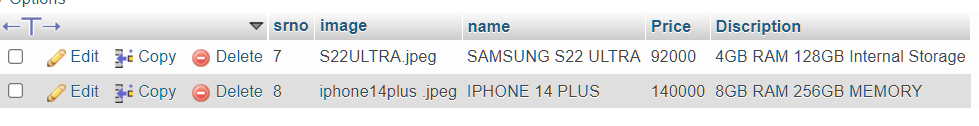 Options
srno image name Price Discription
Edit Copy Delete 7 S22ULTRA.jpeg SAMSUNG S22 ULTRA 92000 4GB RAM 128GB Internal Storage
Edit Copy Delete 8 iphone14plus .jpeg IPHONE 14 PLUS 140000 8GB RAM 256GB MEMORY